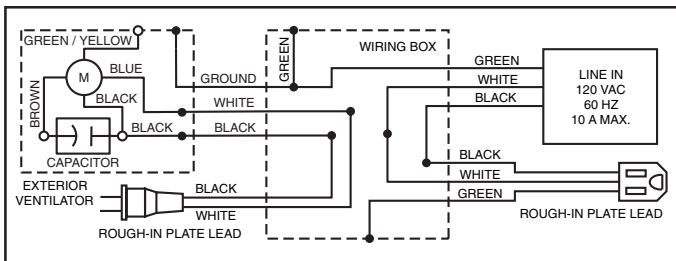 GREEN / YELLOW
M
BLUE
BROWN
BLACK
BLACK
CAPACITOR
EXTERIOR
VENTILATOR
GROUND
WHITE
BLACK
GREEN
WIRING BOX
GREEN
WHITE
BLACK
LINE IN
120 VAC
60 HZ
10 A MAX.
BLACK
WHITE
GREEN
ROUGH-IN PLATE LEAD
BLACK
WHITE
ROUGH-IN PLATE LEAD